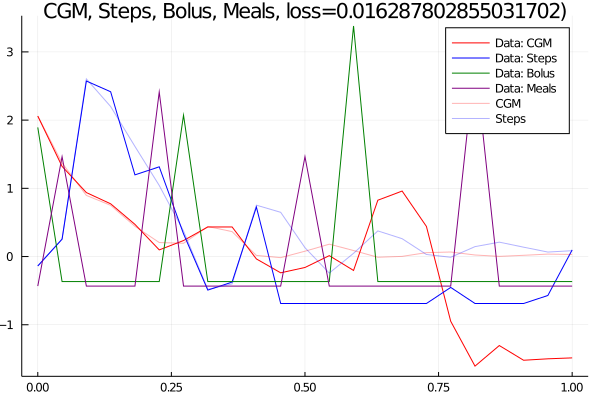 CGM, Steps, Bolus, Meals, loss=0.016287802855031702)
Data: CGM
Data: Steps
Data: Bolus
Data: Meals
CGM
Steps
3
2
1
0
−1
0.00 0.25 0.50 0.75 1.00